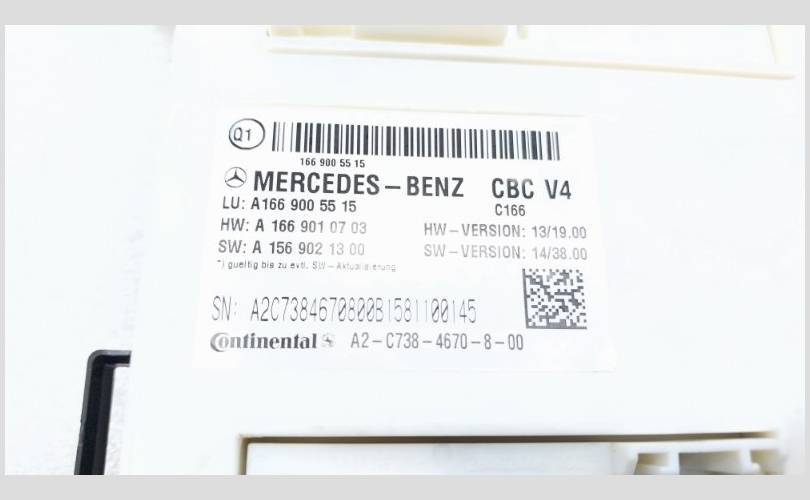 Q1
166 900 55 15
MERCEDES-BENZ CBC V4
LU: A166 900 55 15 C166
HW: A 166 901 07 03 HW-VERSION: 13/19.00
SW: A 156 902 13 00 SW-VERSION: 14/38.00
*) gueltig bis zu evtl. SW-Aktualisierung
SN: A2C7384670800B1581100145
Continental A2-C738-4670-8-00